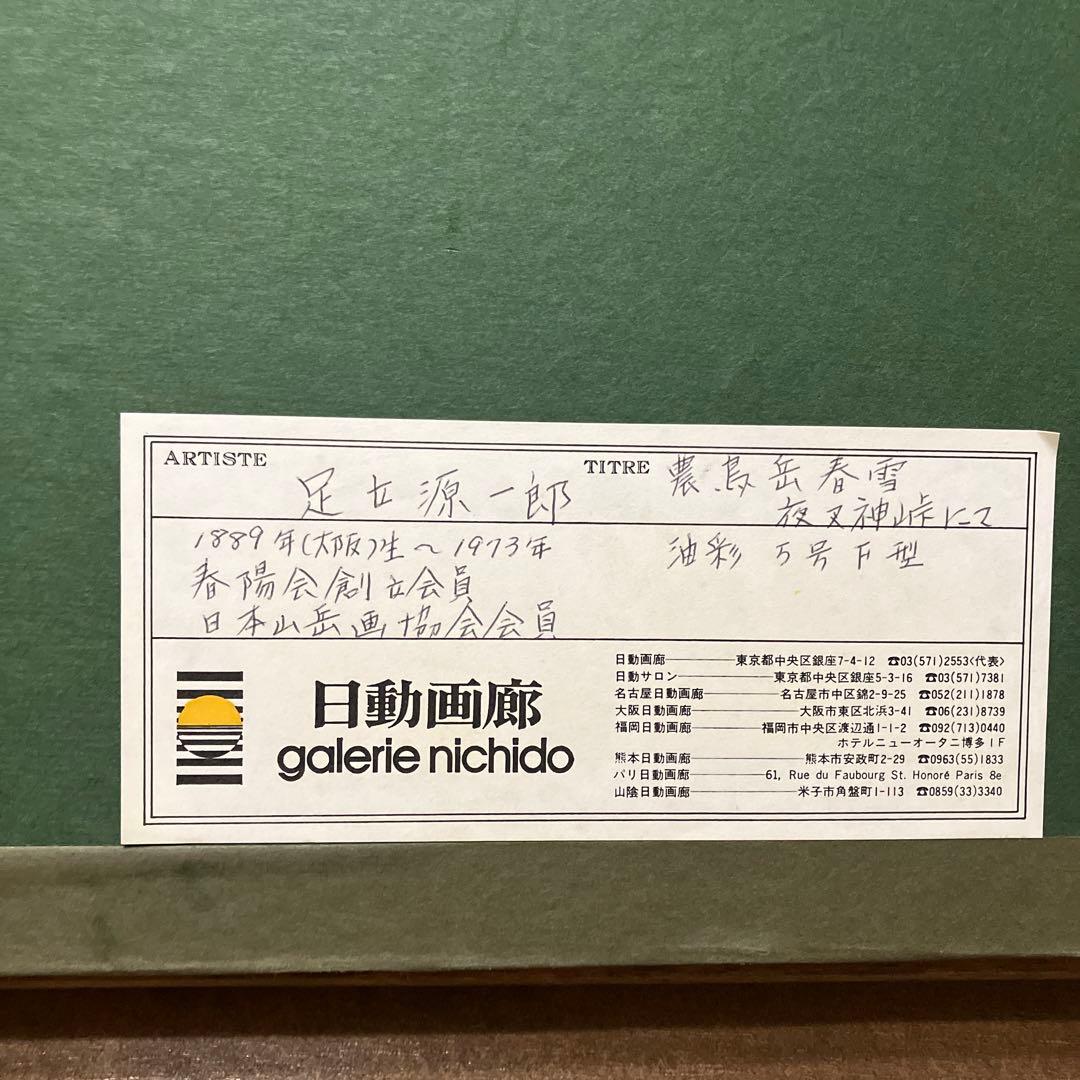 ARTISTE
足立源一郎
TITRE
農鳥岳春雪
夜叉神峠にて
1889年(大阪)生～1973年
春陽会創立会員
日本山岳画協会会員
油彩 5号F型
日動画廊
galerie nichido
日動画廊――東京都中央区銀座7-4-12 ☎03(571)2553<代表>
日動サロン――東京都中央区銀座5-3-16 ☎03(571)7381
名古屋日動画廊――名古屋市中区錦2-9-25 ☎052(211)1878
大阪日動画廊――大阪市東区北浜3-41 ☎06(231)8739
福岡日動画廊――福岡市中央区渡辺通1-1-2 ☎092(713)0440
ホテルニューオータニ博多1F
熊本日動画廊――熊本市安政町2-29 ☎0963(55)1833
パリ日動画廊――61, Rue du Faubourg St. Honoré Paris 8e
山陰日動画廊――米子市角盤町1-113 ☎0859(33)3340